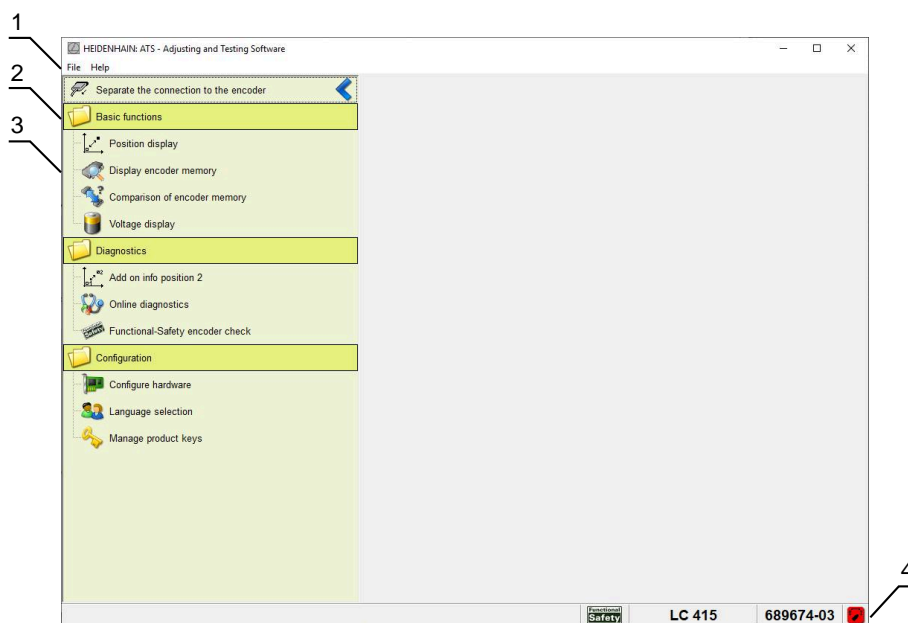 1
HEIDENHAIN: ATS - Adjusting and Testing Software
File Help
2
Separate the connection to the encoder
Basic functions
3
Position display
Display encoder memory
Comparison of encoder memory
Voltage display
Diagnostics
Add on info position 2
Online diagnostics
Safety
Functional-Safety encoder check
Configuration
Configure hardware
Language selection
Manage product keys
4
Functional
Safety
LC 415
689674-03